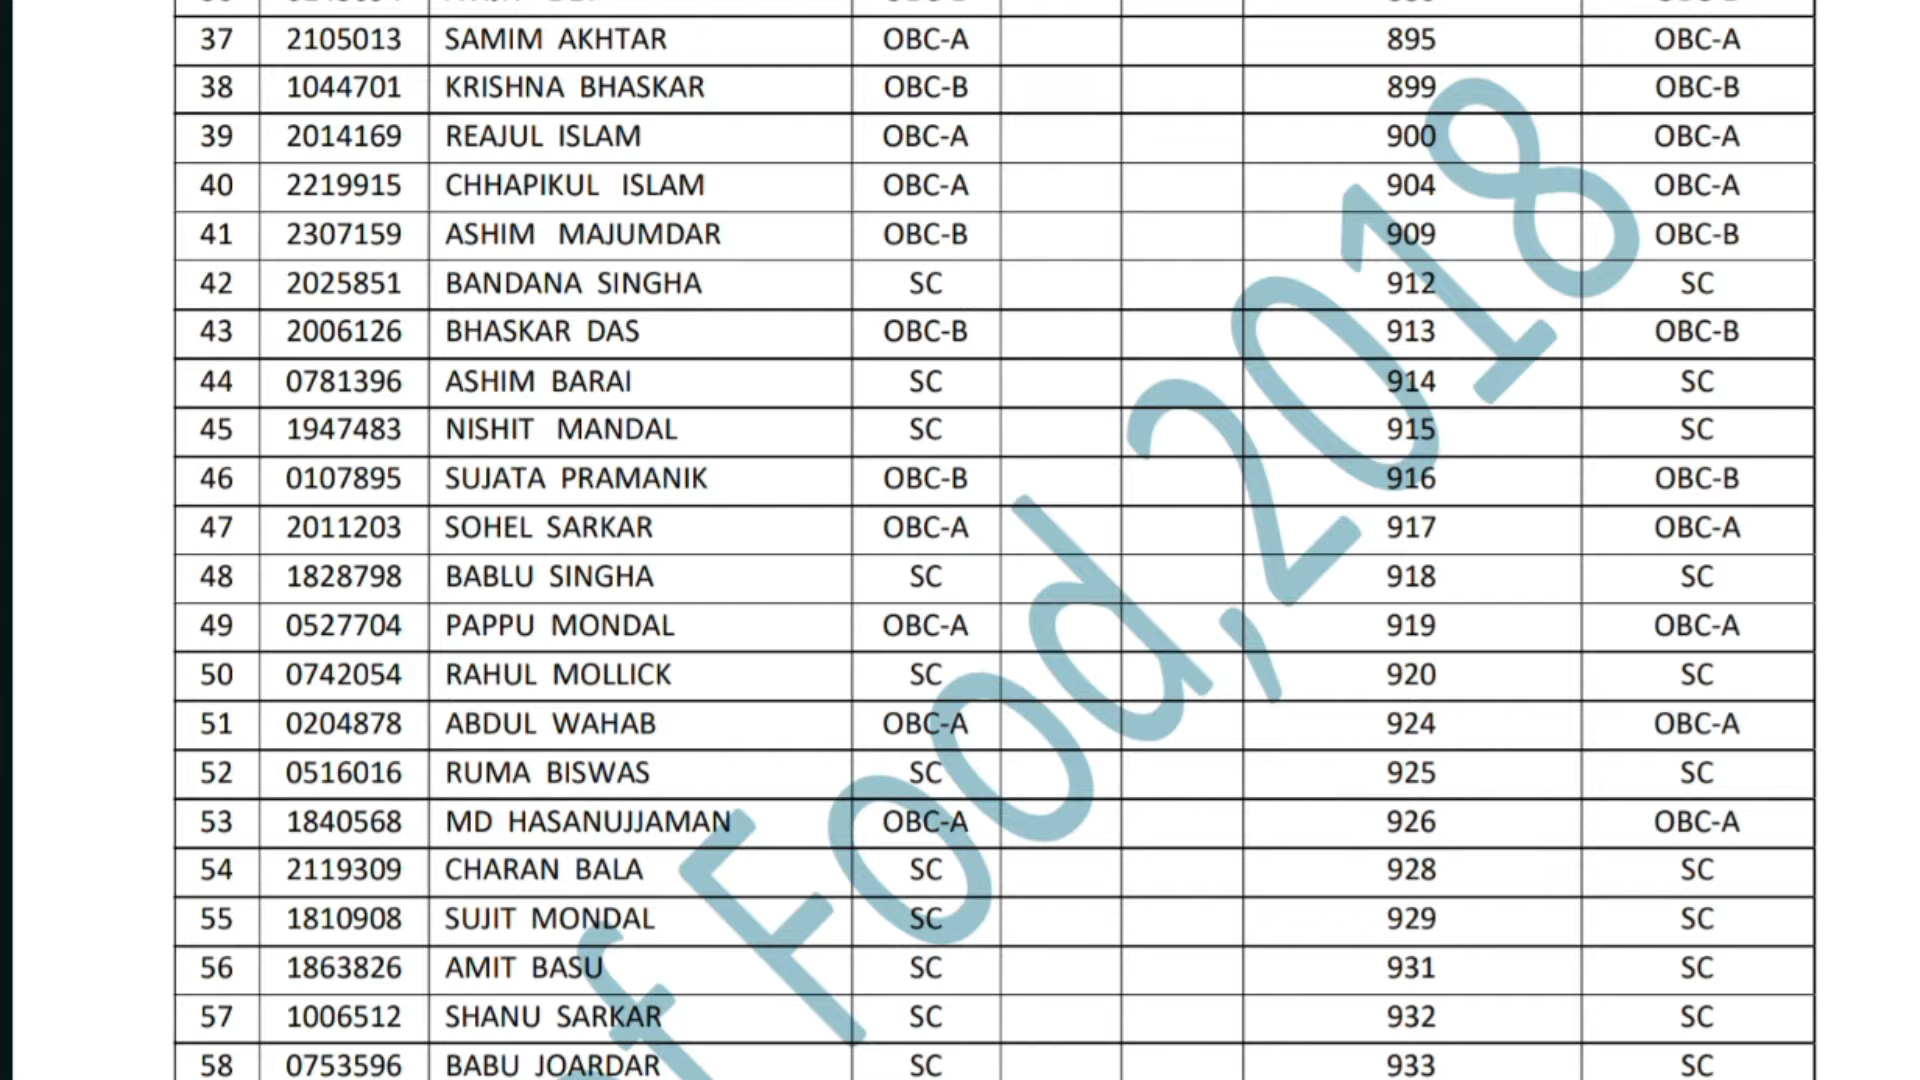 37 2105013 SAMIM AKHTAR OBC-A 895 OBC-A
38 1044701 KRISHNA BHASKAR OBC-B 899 OBC-B
39 2014169 REAJUL ISLAM OBC-A 900 OBC-A
40 2219915 CHHAPIKUL ISLAM OBC-A 904 OBC-A
41 2307159 ASHIM MAJUMDAR OBC-B 909 OBC-B
42 2025851 BANDANA SINGHA SC 912 SC
43 2006126 BHASKAR DAS OBC-B 913 OBC-B
44 0781396 ASHIM BARAI SC 914 SC
45 1947483 NISHIT MANDAL SC 915 SC
46 0107895 SUJATA PRAMANIK OBC-B 916 OBC-B
47 2011203 SOHEL SARKAR OBC-A 917 OBC-A
48 1828798 BABLU SINGHA SC 918 SC
49 0527704 PAPPU MONDAL OBC-A 919 OBC-A
50 0742054 RAHUL MOLLICK SC 920 SC
51 0204878 ABDUL WAHAB OBC-A 924 OBC-A
52 0516016 RUMA BISWAS SC 925 SC
53 1840568 MD HASANUJJAMAN OBC-A 926 OBC-A
54 2119309 CHARAN BALA SC 928 SC
55 1810908 SUJIT MONDAL SC 929 SC
56 1863826 AMIT BASU SC 931 SC
57 1006512 SHANU SARKAR SC 932 SC
58 0753596 BABU JOARDAR SC 933 SC
f Food,2018